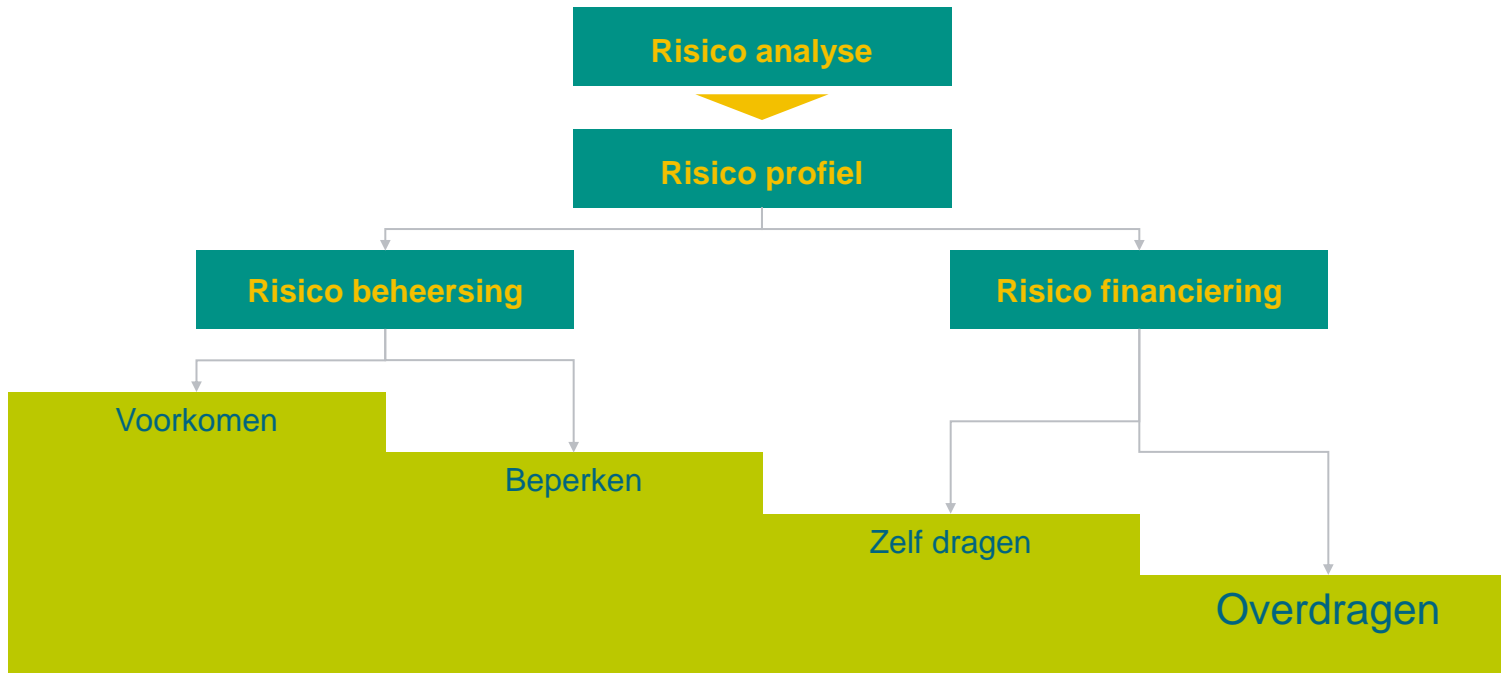 Risico analyse
Risico profiel
Risico beheersing
Risico financiering
Voorkomen
Beperken
Zelf dragen
Overdragen